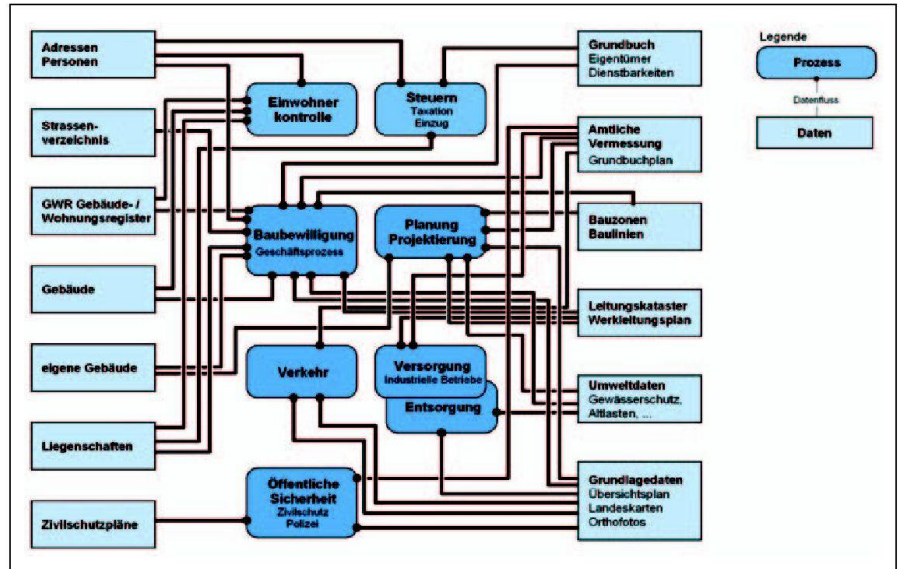 Adressen
Personen
Strassen-
verzeichnis
GWR Gebäude- /
Wohnungsregister
Gebäude
eigene Gebäude
Liegenschaften
Zivilschutzpläne
Einwohner
kontrolle
Steuern
Taxation
Einzug
Baubewilligung
Geschäftsprozess
Planung
Projektierung
Verkehr
Versorgung
Industrielle Betriebe
Entsorgung
Öffentliche
Sicherheit
Zivilschutz
Polizei
Grundbuch
Eigentümer
Dienstbarkeiten
Amtliche
Vermessung
Grundbuchplan
Bauzonen
Baulinien
Leitungskataster
Werkleitungsplan
Umweltdaten
Gewässerschutz,
Altlasten, ...
Grundlagedaten
Übersichtsplan
Landeskarten
Orthofotos
Legende
Prozess
Datenfluss
Daten